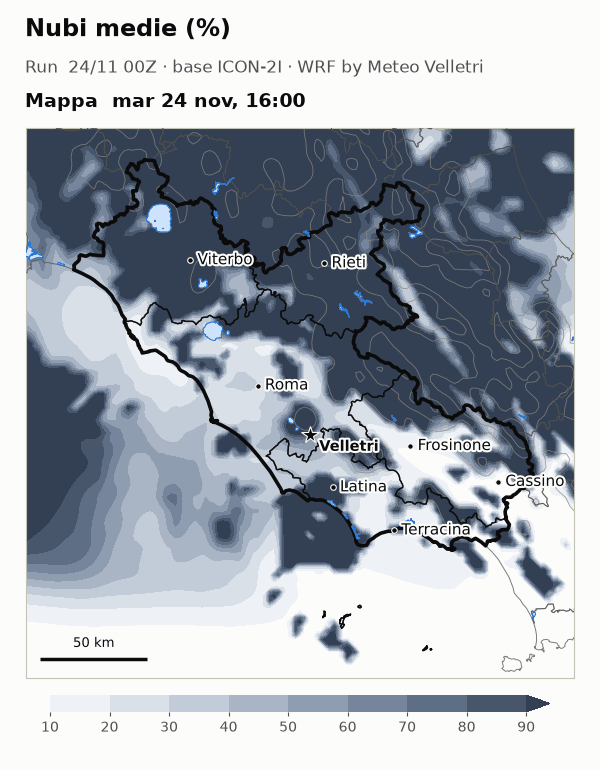 Nubi medie (%)
Run  24/11 00Z · base ICON-2I · WRF by Meteo Velletri
Mappa  mar 24 nov, 16:00
Viterbo
Rieti
Roma
Velletri
Frosinone
Cassino
Latina
Terracina
50 km
10 20 30 40 50 60 70 80 90